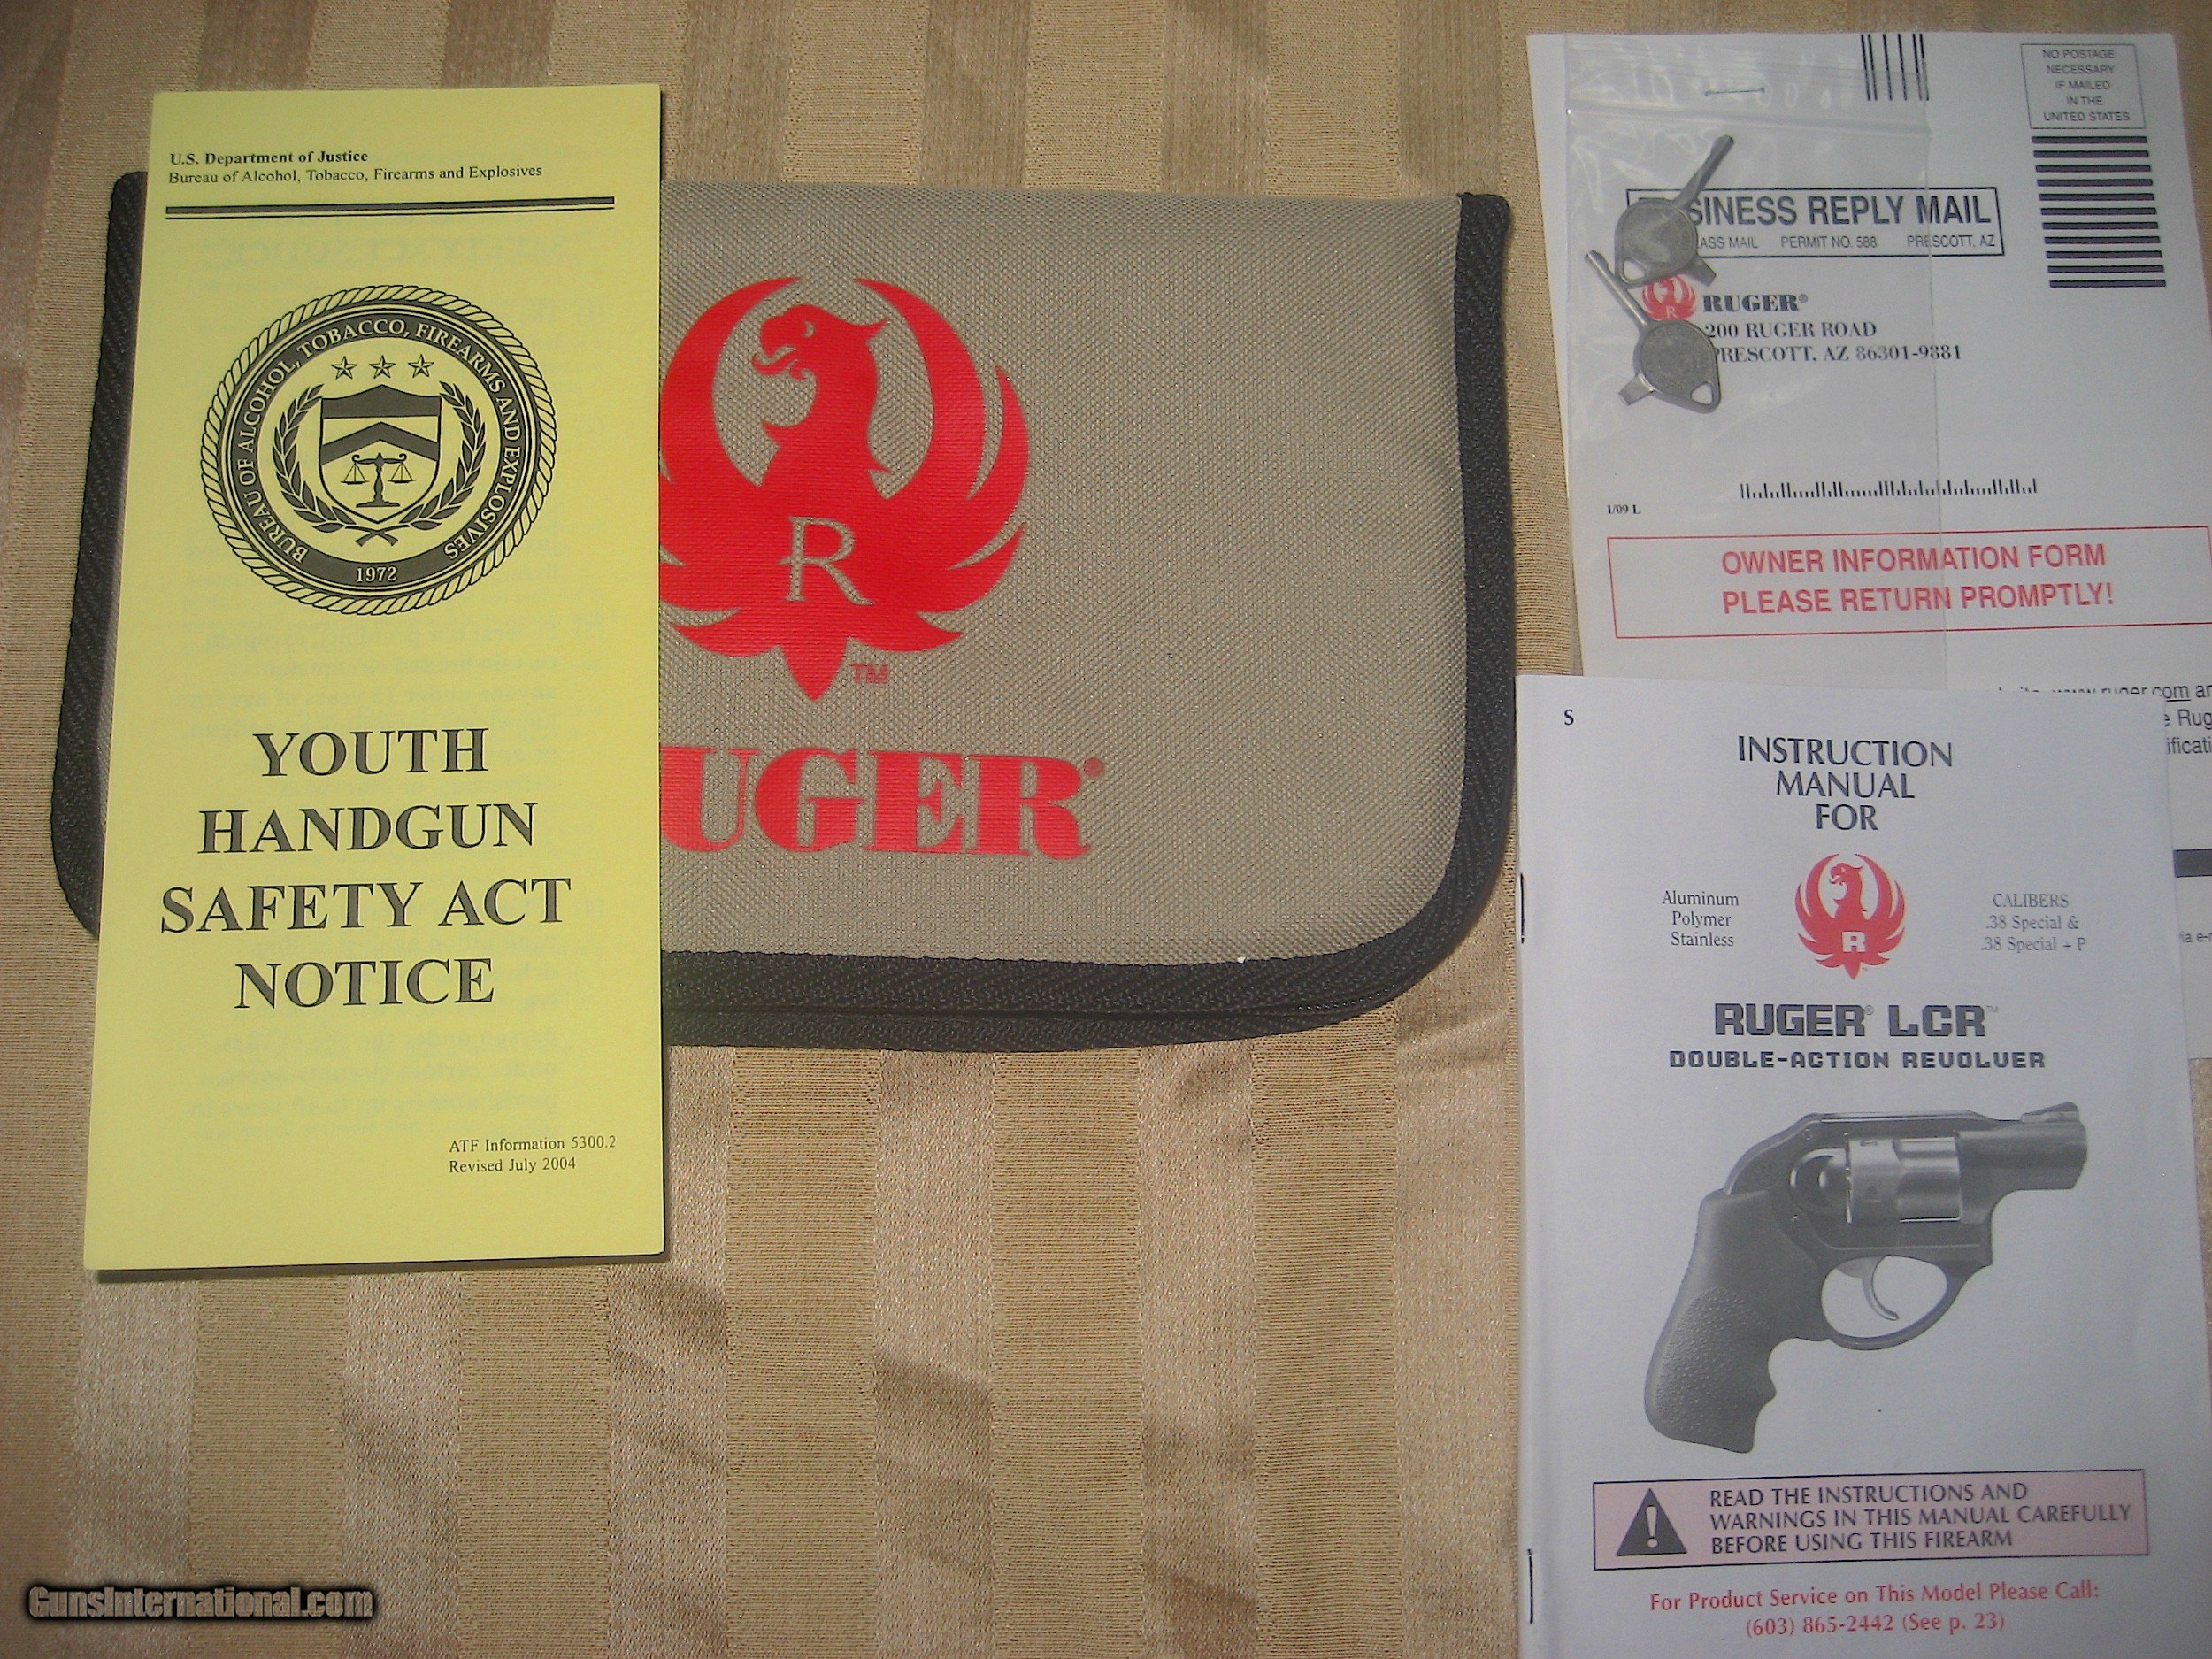 U.S. Department of Justice
Bureau of Alcohol, Tobacco, Firearms and Explosives
BUREAU OF ALCOHOL, TOBACCO, FIREARMS AND EXPLOSIVES
1972
YOUTH
HANDGUN
SAFETY ACT
NOTICE
ATF Information 5300.2
Revised July 2004
R
TM
UGER®
NO POSTAGE
NECESSARY
IF MAILED
IN THE
UNITED STATES
SINESS REPLY MAIL
ASS MAIL PERMIT NO. 588 PRESCOTT, AZ
R
RUGER®
200 RUGER ROAD
PRESCOTT, AZ 86301-9881
1/09 L
OWNER INFORMATION FORM
PLEASE RETURN PROMPTLY!
www.ruger.com
S
INSTRUCTION
MANUAL
FOR
Aluminum
Polymer
Stainless
R
CALIBERS
.38 Special &
.38 Special + P
RUGER® LCR™
DOUBLE-ACTION REVOLVER
READ THE INSTRUCTIONS AND
WARNINGS IN THIS MANUAL CAREFULLY
BEFORE USING THIS FIREARM
For Product Service on This Model Please Call:
(603) 865-2442 (See p. 23)
GunsInternational.com